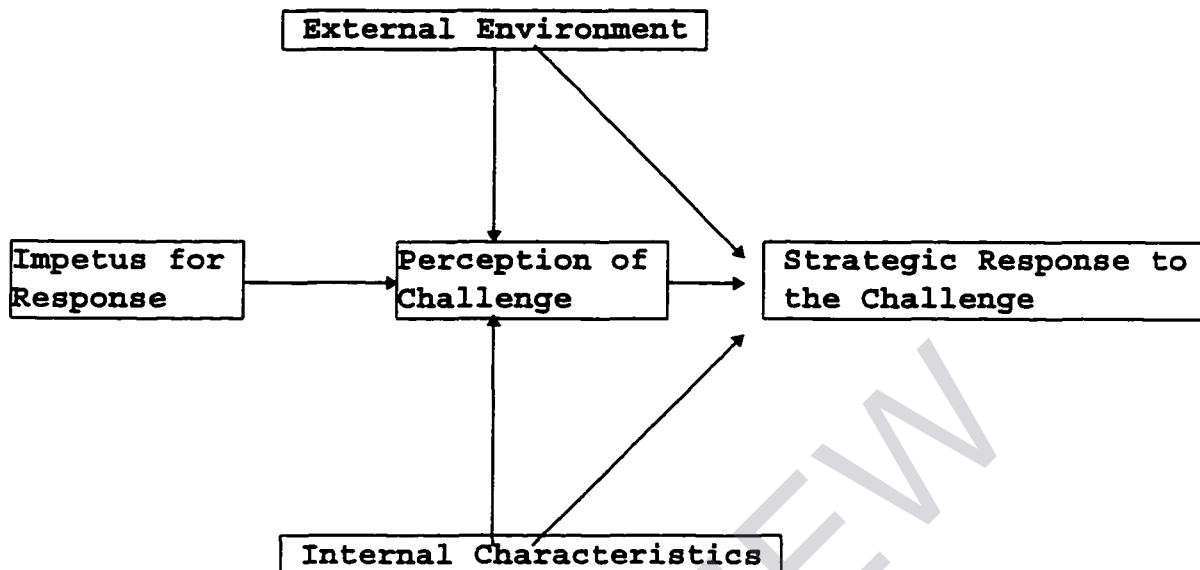 External Environment
Impetus for
Response
Perception of
Challenge
Strategic Response to
the Challenge
Internal Characteristics